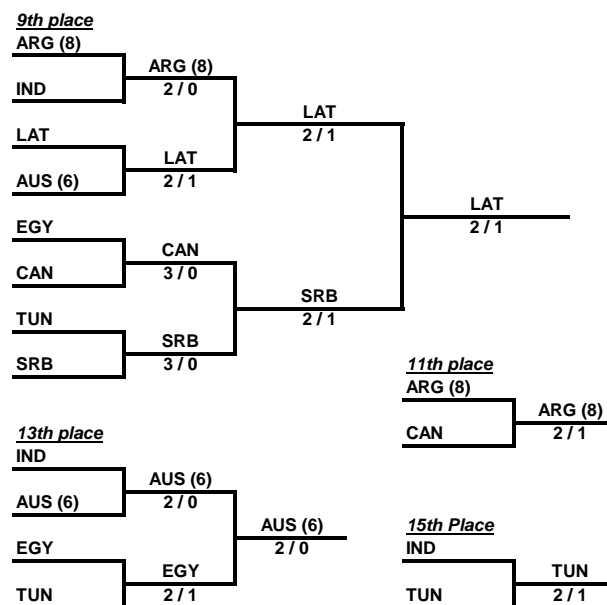 9th place
ARG (8)
ARG (8)
IND
2 / 0
LAT
LAT
2 / 1
LAT
AUS (6)
2 / 1
LAT
2 / 1
EGY
CAN
CAN
3 / 0
SRB
TUN
2 / 1
SRB
SRB
3 / 0
11th place
ARG (8)
ARG (8)
CAN
2 / 1
13th place
IND
AUS (6)
AUS (6)
2 / 0
AUS (6)
2 / 0
EGY
EGY
TUN
2 / 1
15th Place
IND
TUN
TUN
2 / 1